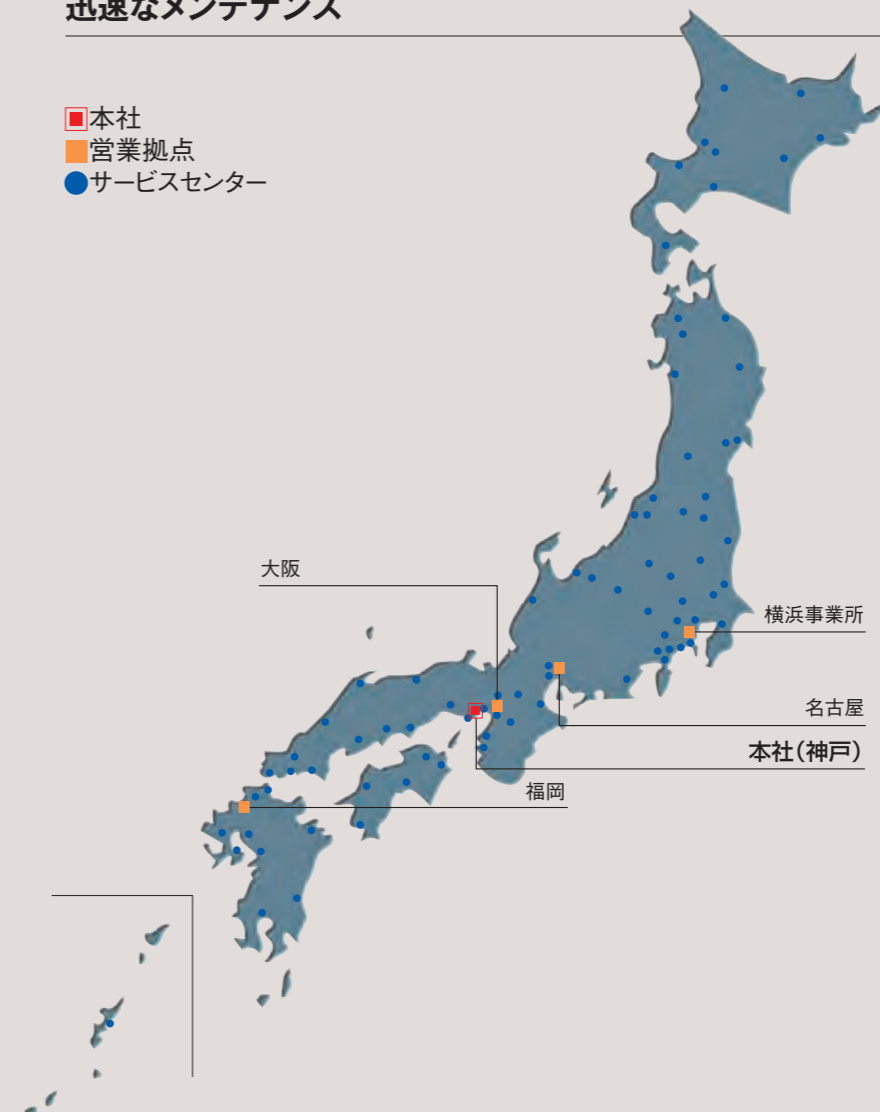 迅速なメンテナンス
本社
営業拠点
サービスセンター
大阪
横浜事業所
名古屋
本社（神戸）
福岡